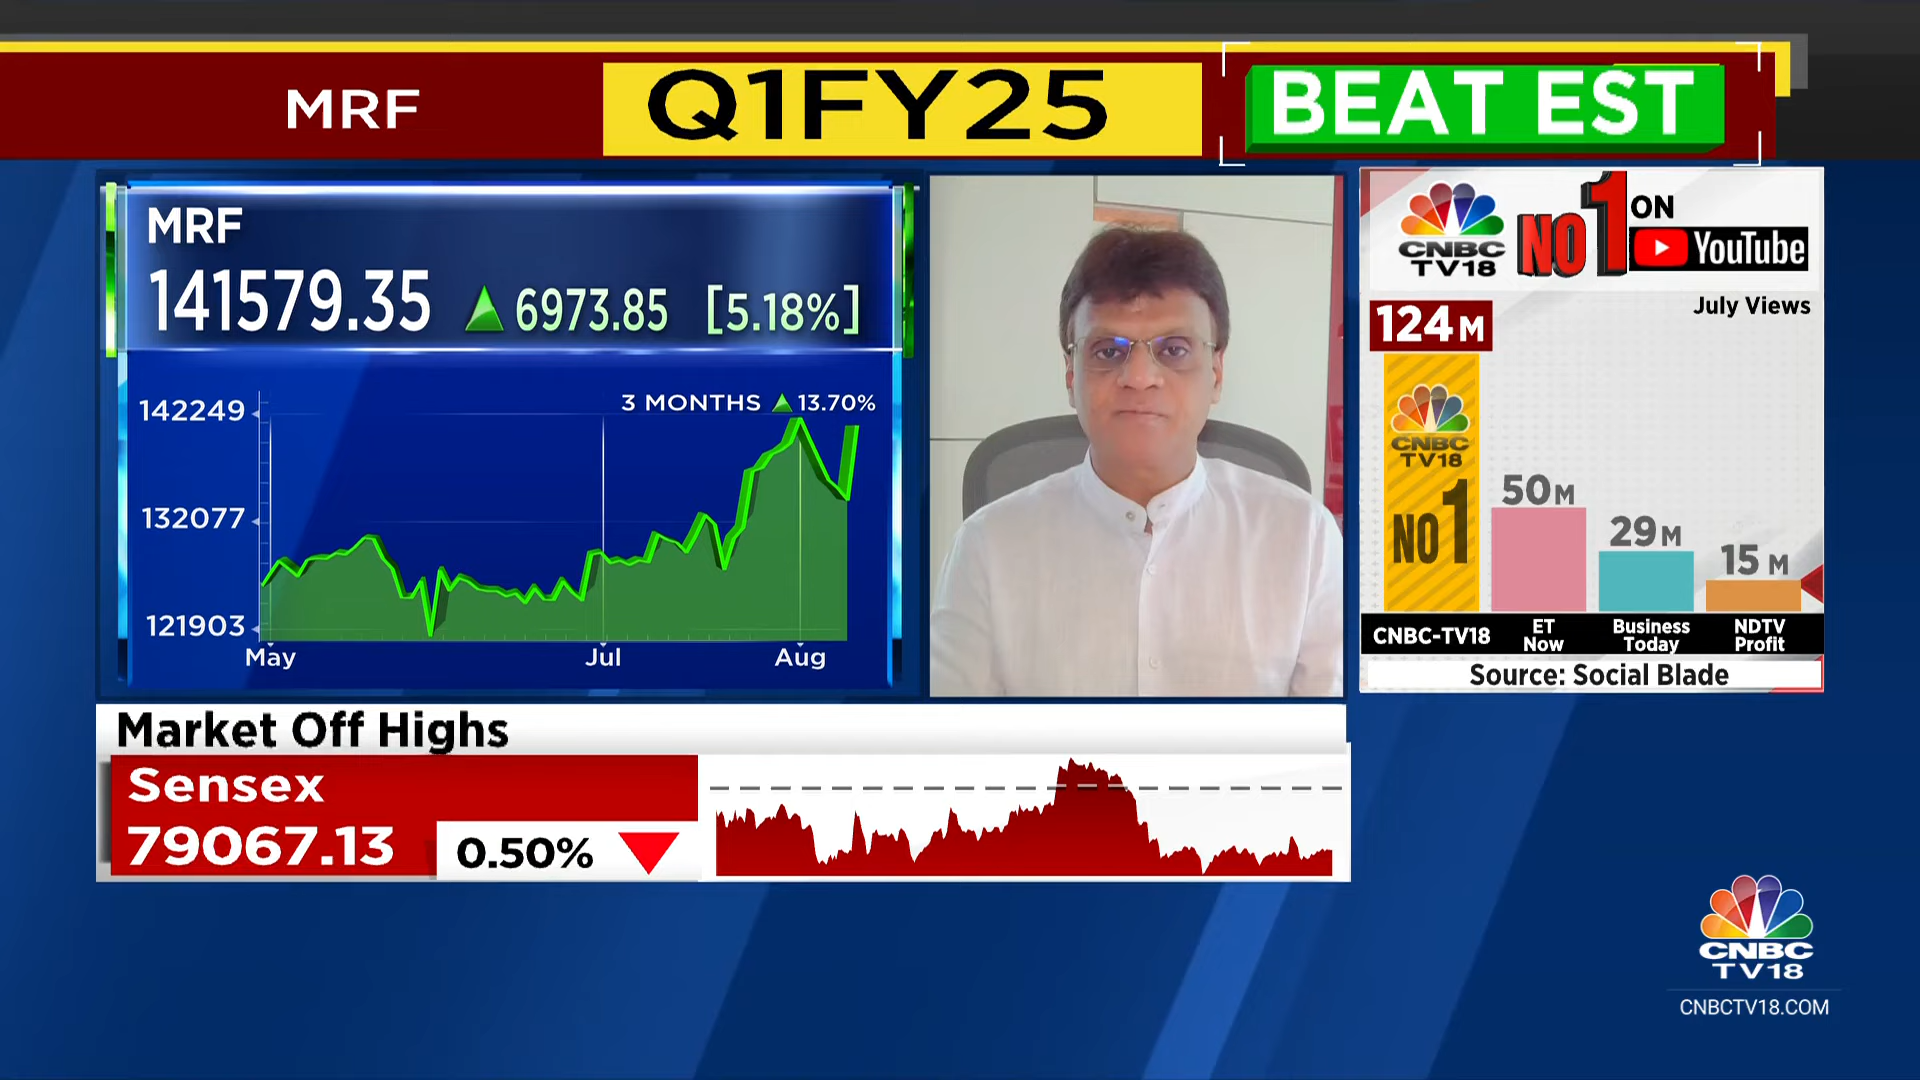 MRF
Q1FY25
BEAT EST
MRF
141579.35 ▲ 6973.85 [5.18%]
3 MONTHS ▲ 13.70%
142249
132077
121903
May Jul Aug
CNBC TV18
NO 1 ON YouTube
July Views
124M
CNBC TV18
NO 1
50M
29M
15 M
CNBC-TV18
ET Now
Business Today
NDTV Profit
Source: Social Blade
Market Off Highs
Sensex
79067.13
0.50% ▼
CNBC
TV18
CNBCTV18.COM